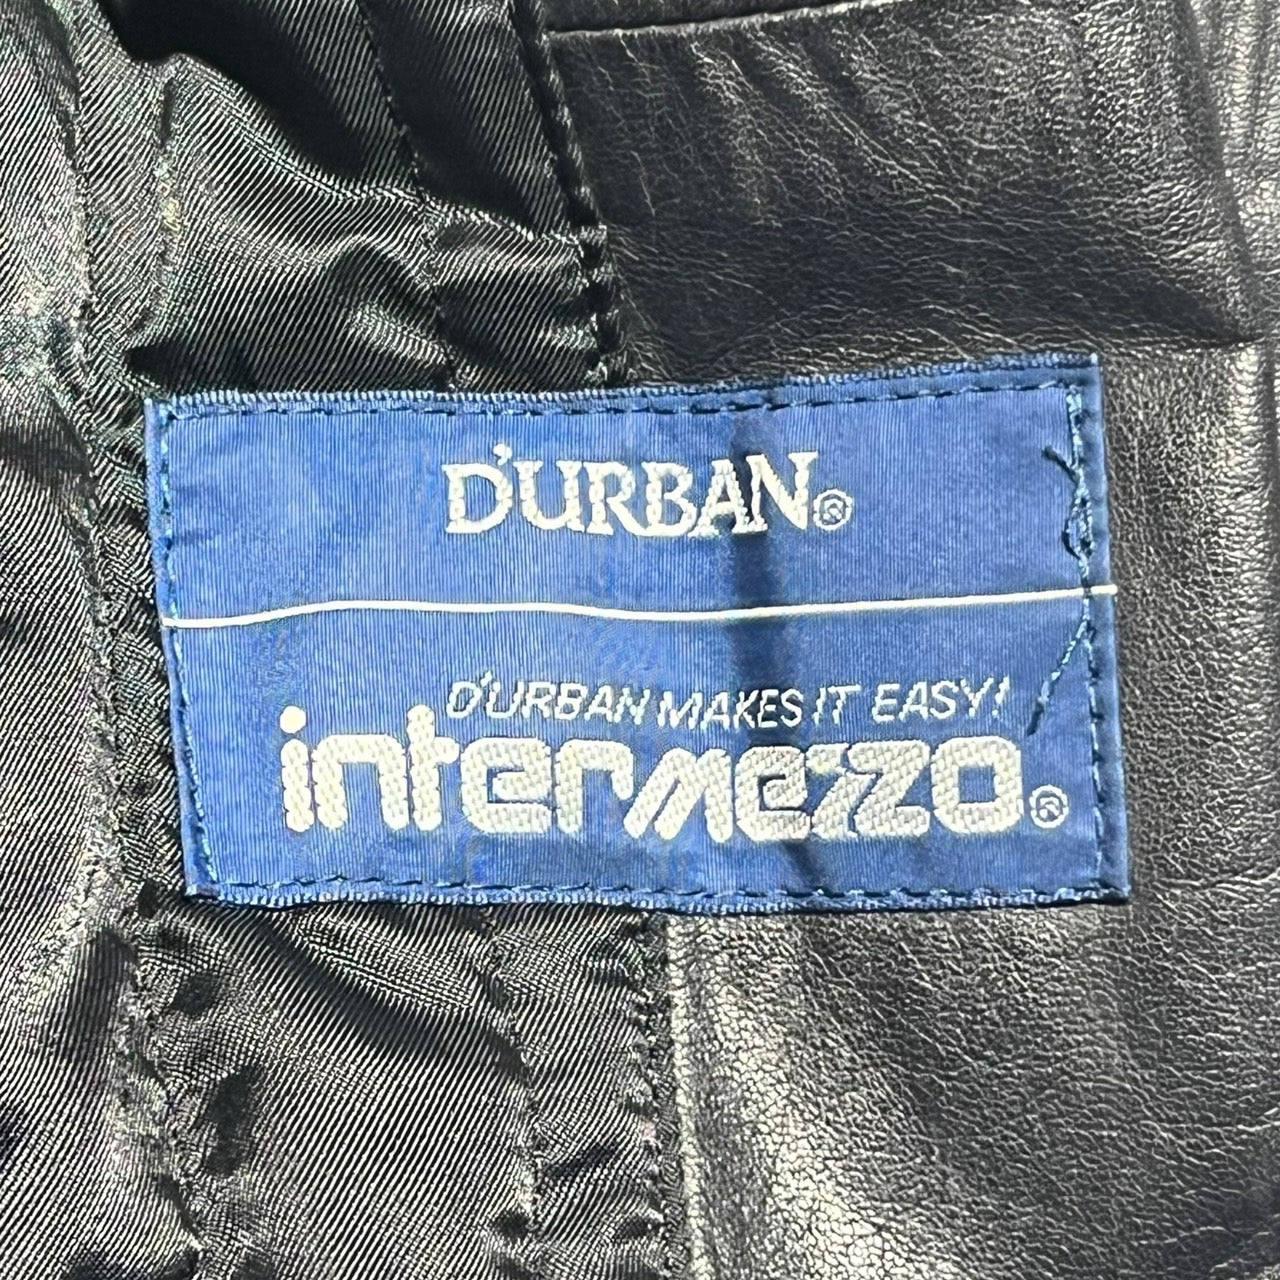 D'URBAN®
D'URBAN MAKES IT EASY!
intermezzo®